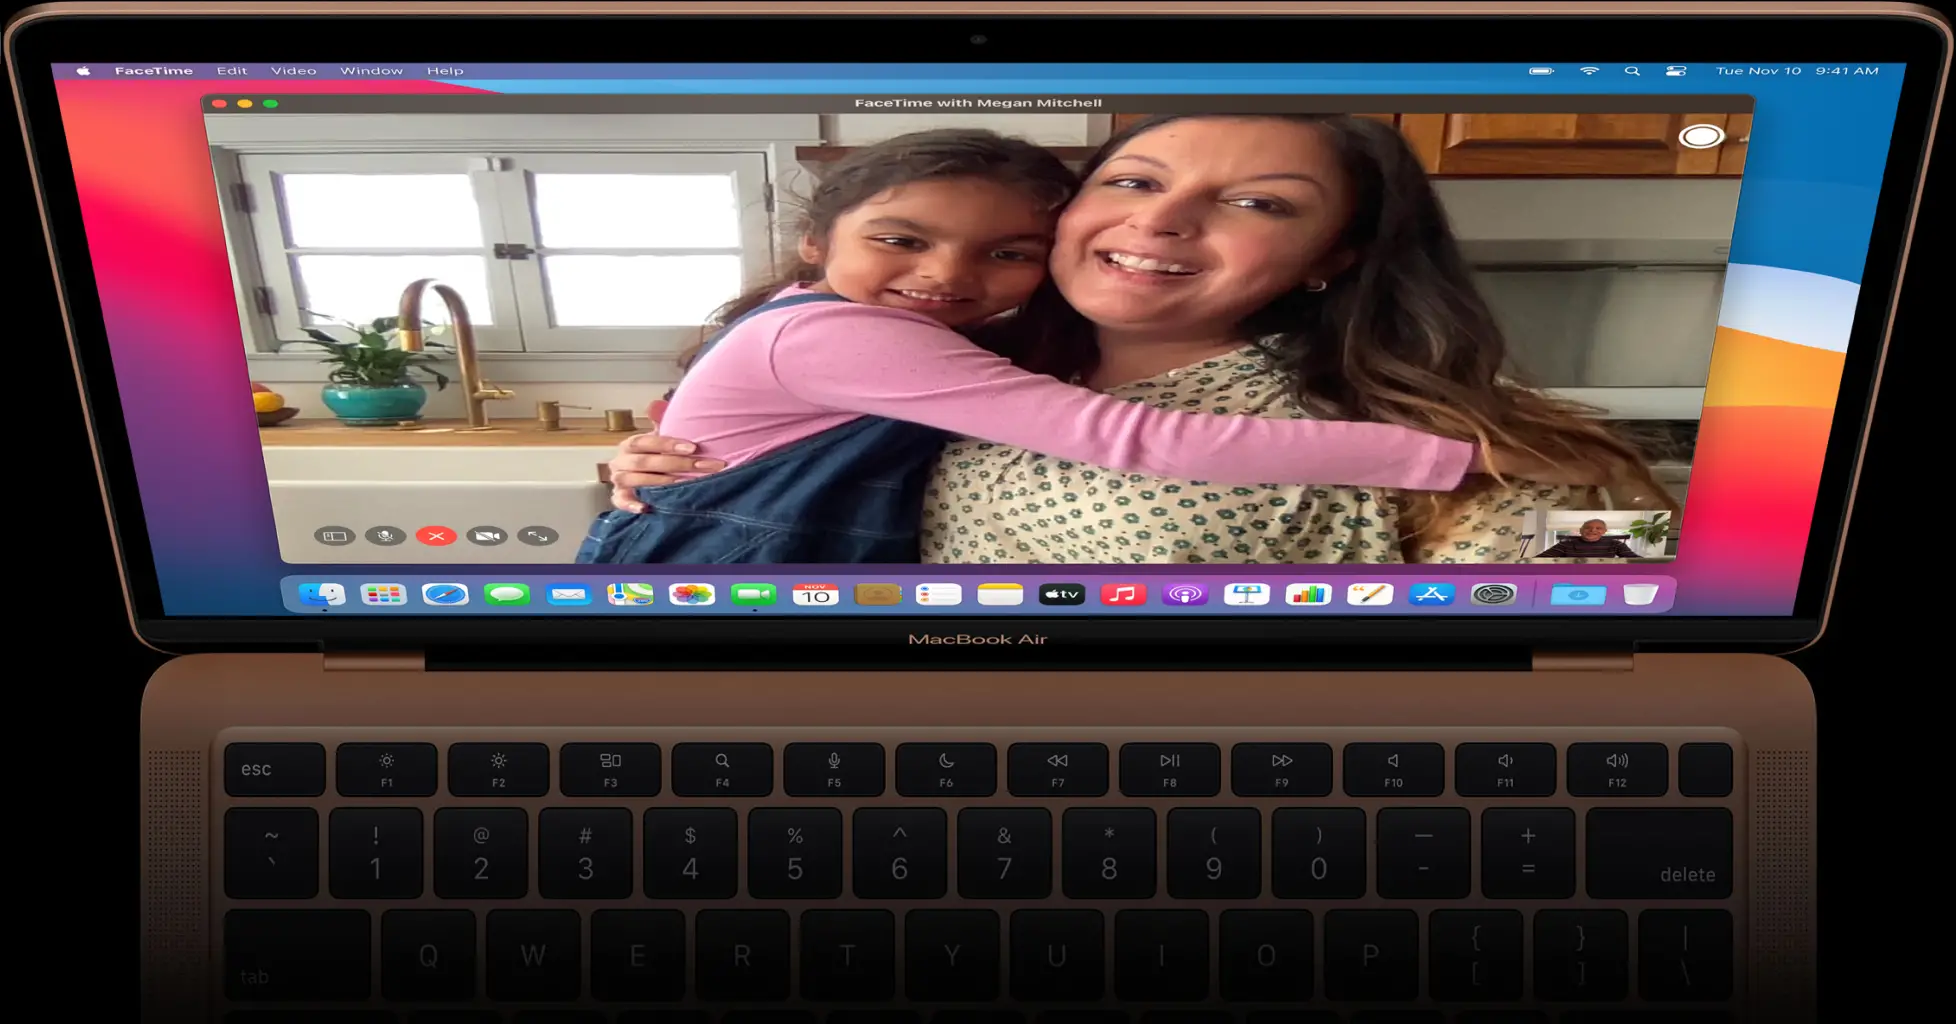 FaceTime Edit Video Window Help
Tue Nov 10 9:41 AM
FaceTime with Megan Mitchell
NOV
10
tv
MacBook Air
esc F1 F2 F3 F4 F5 F6 F7 F8 F9 F10 F11 F12
~ ! @ # $ % ^ & * ( ) — +
` 1 2 3 4 5 6 7 8 9 0 - = delete
{ } |
Q W E R T Y U I O P
tab [ ] \